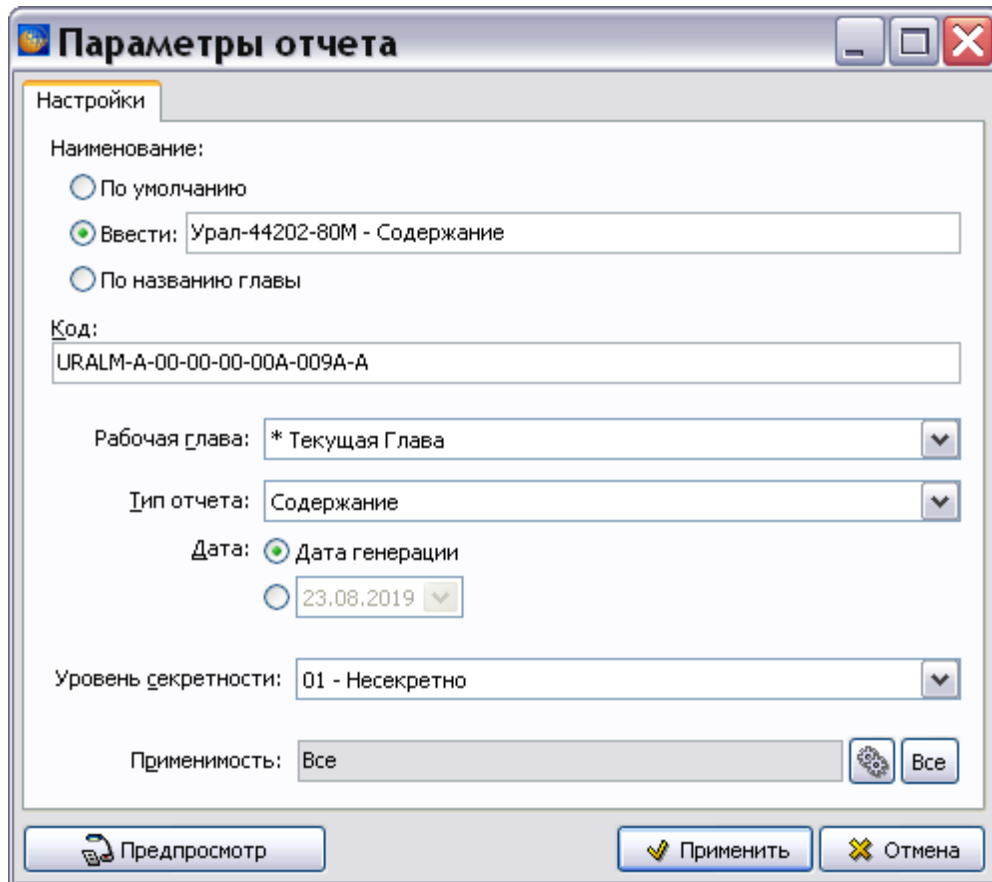 Параметры отчета
Настройки
Наименование:
По умолчанию
Ввести: Урал-44202-80М - Содержание
По названию главы
Код:
URALM-A-00-00-00-00A-009A-A
Рабочая глава: * Текущая Глава
Тип отчета: Содержание
Дата: Дата генерации
23.08.2019
Уровень секретности: 01 - Несекретно
Применимость: Все Все
Предпросмотр Применить Отмена